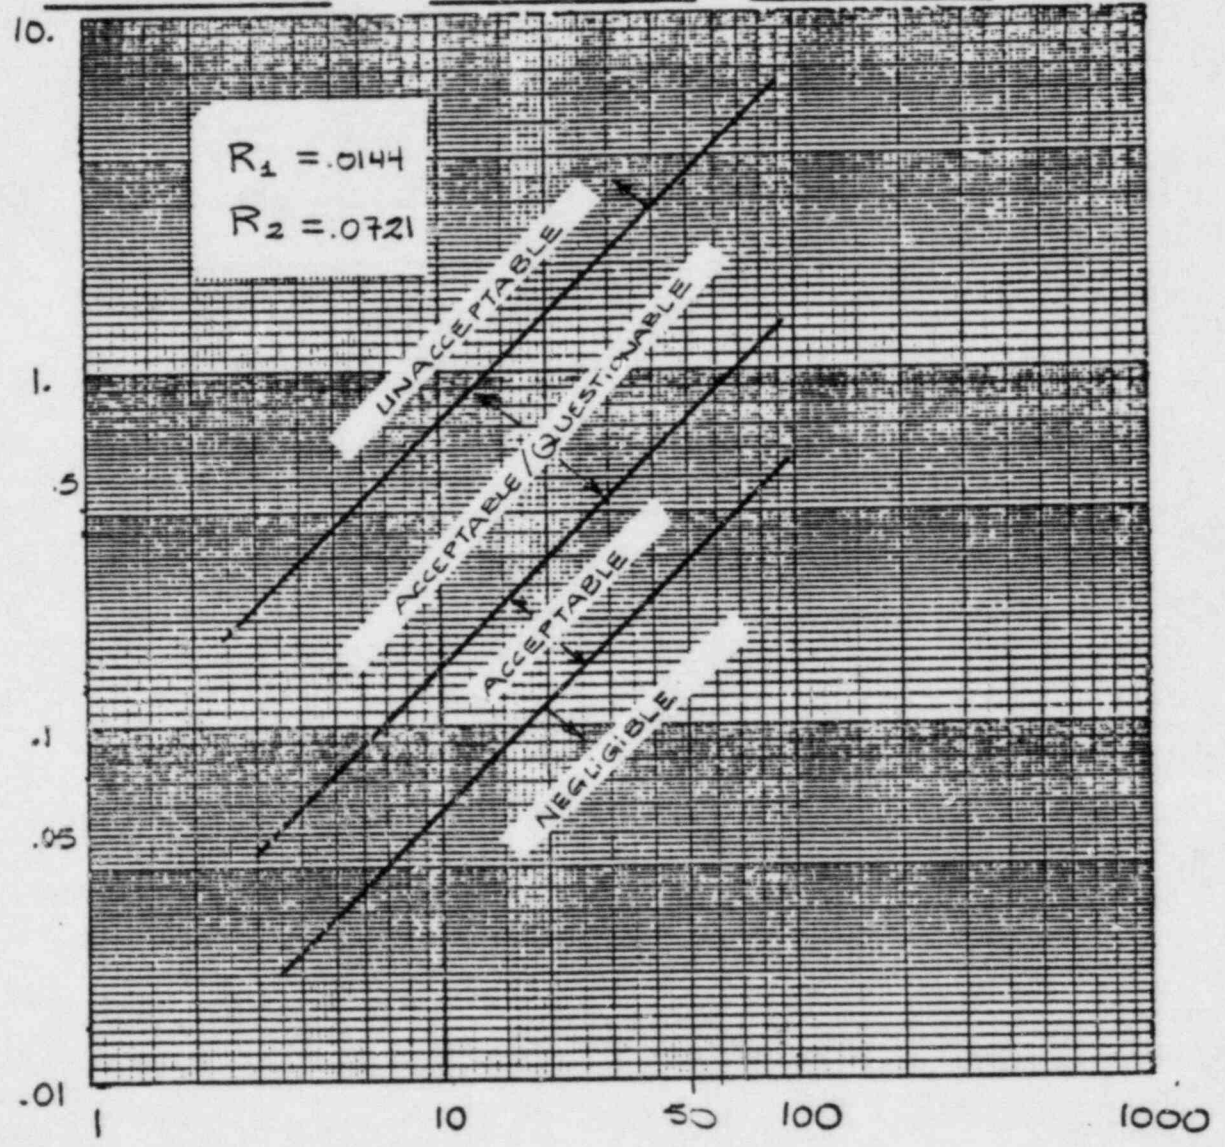 10.
R₁ = .0144
R₂ = .0721
UNACCEPTABLE
ACCEPTABLE/QUESTIONABLE
1.
.5
ACCEPTABLE
NEGLIGIBLE
.1
.05
.01
1 10 50 100 1000